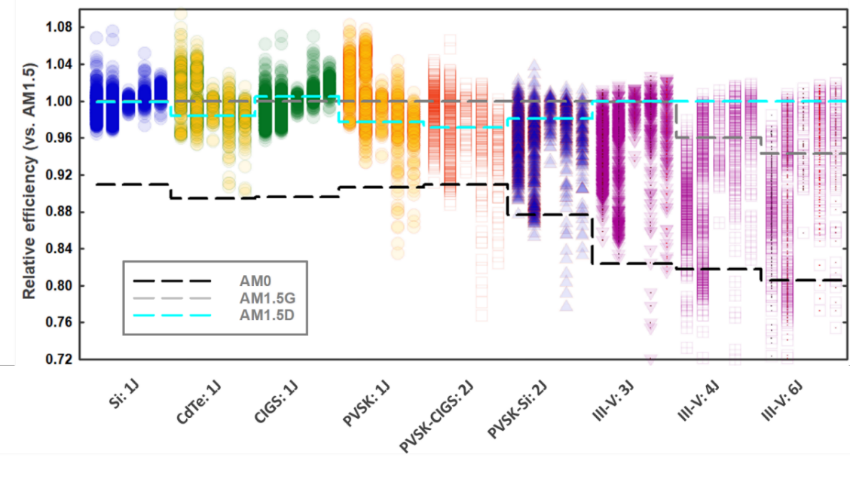 Relative efficiency (vs. AM1.5)
1.08
1.04
1.00
0.96
0.92
0.88
0.84
0.80
0.76
0.72
AM0
AM1.5G
AM1.5D
Si: 1J
CdTe: 1J
CIGS: 1J
PVSK: 1J
PVSK-CIGS: 2J
PVSK-Si: 2J
III-V: 3J
III-V: 4J
III-V: 6J